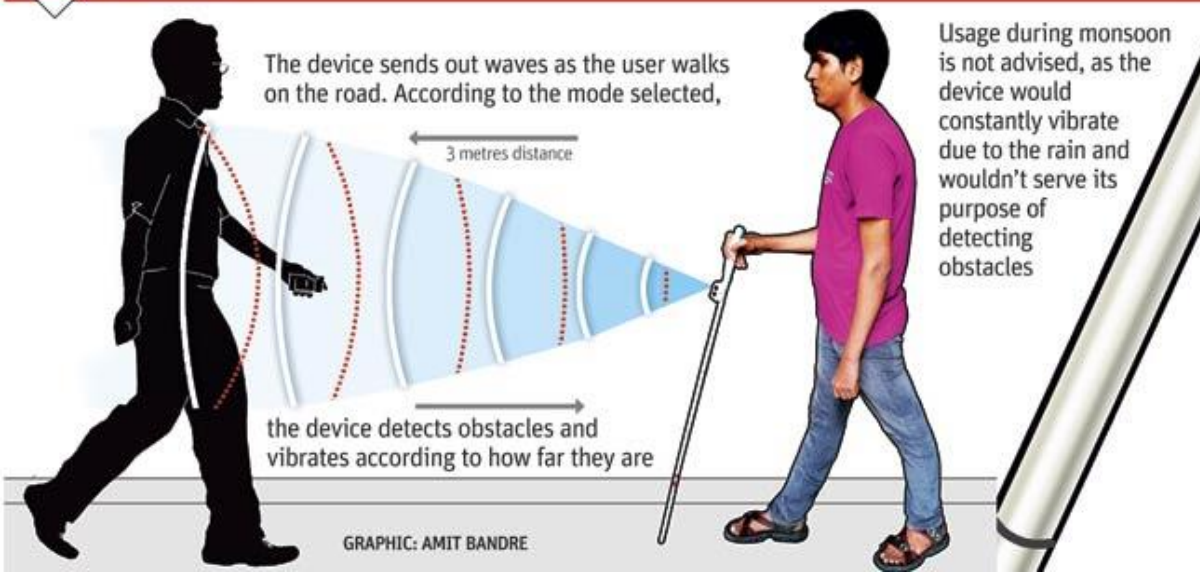 The device sends out waves as the user walks
on the road. According to the mode selected,
3 metres distance
the device detects obstacles and
vibrates according to how far they are
GRAPHIC: AMIT BANDRE
Usage during monsoon
is not advised, as the
device would
constantly vibrate
due to the rain and
wouldn't serve its
purpose of
detecting
obstacles